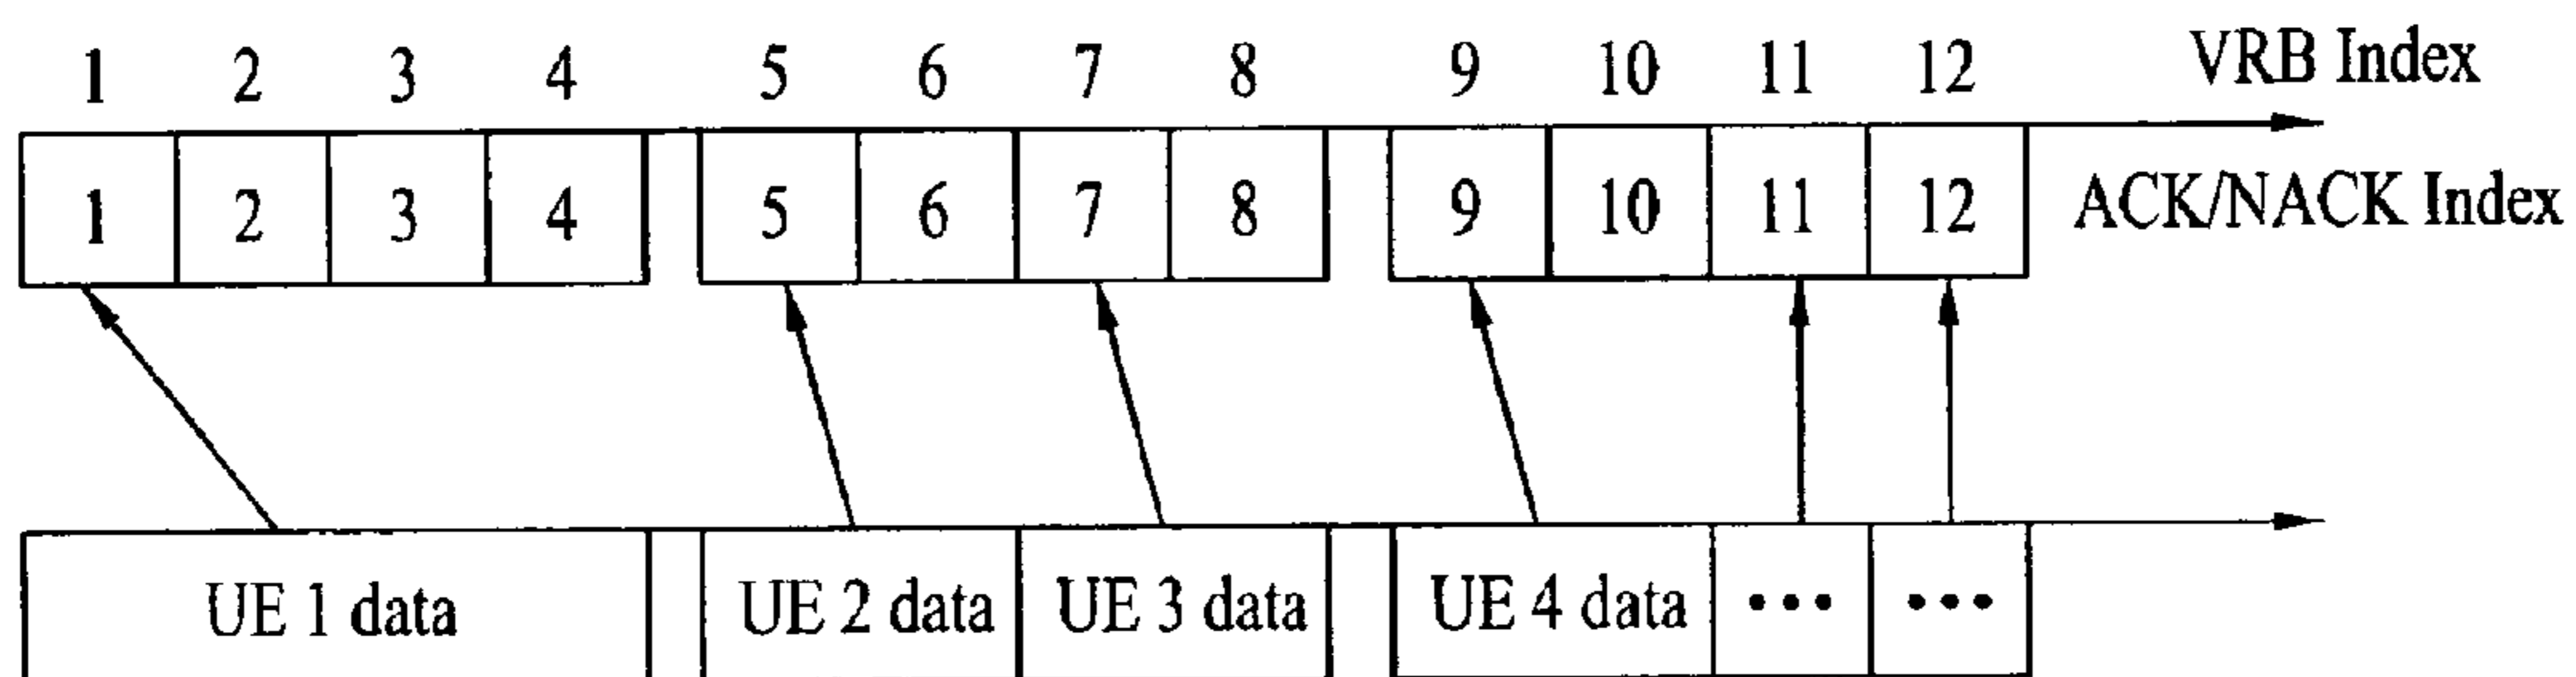 1 2 3 4 5 6 7 8 9 10 11 12 VRB Index
1 2 3 4 5 6 7 8 9 10 11 12 ACK/NACK Index
UE 1 data UE 2 data UE 3 data UE 4 data ••• •••